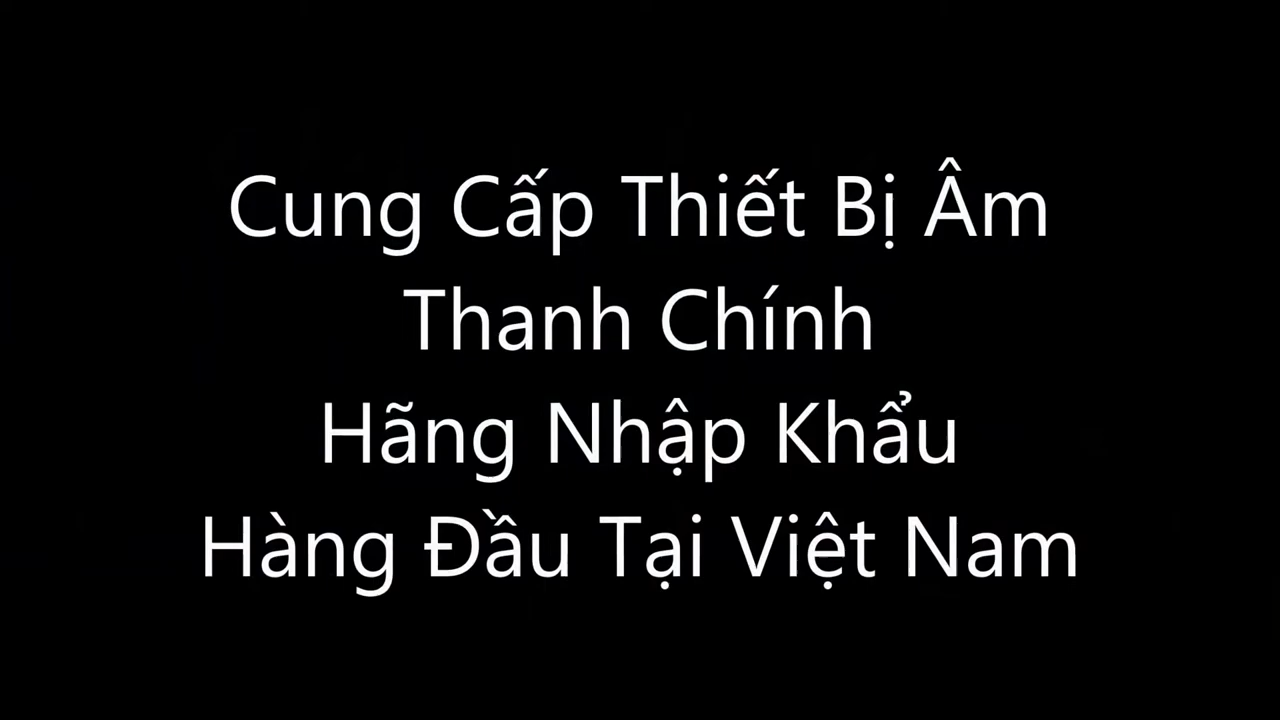 Cung Cấp Thiết Bị Âm
Thanh Chính
Hãng Nhập Khẩu
Hàng Đầu Tại Việt Nam